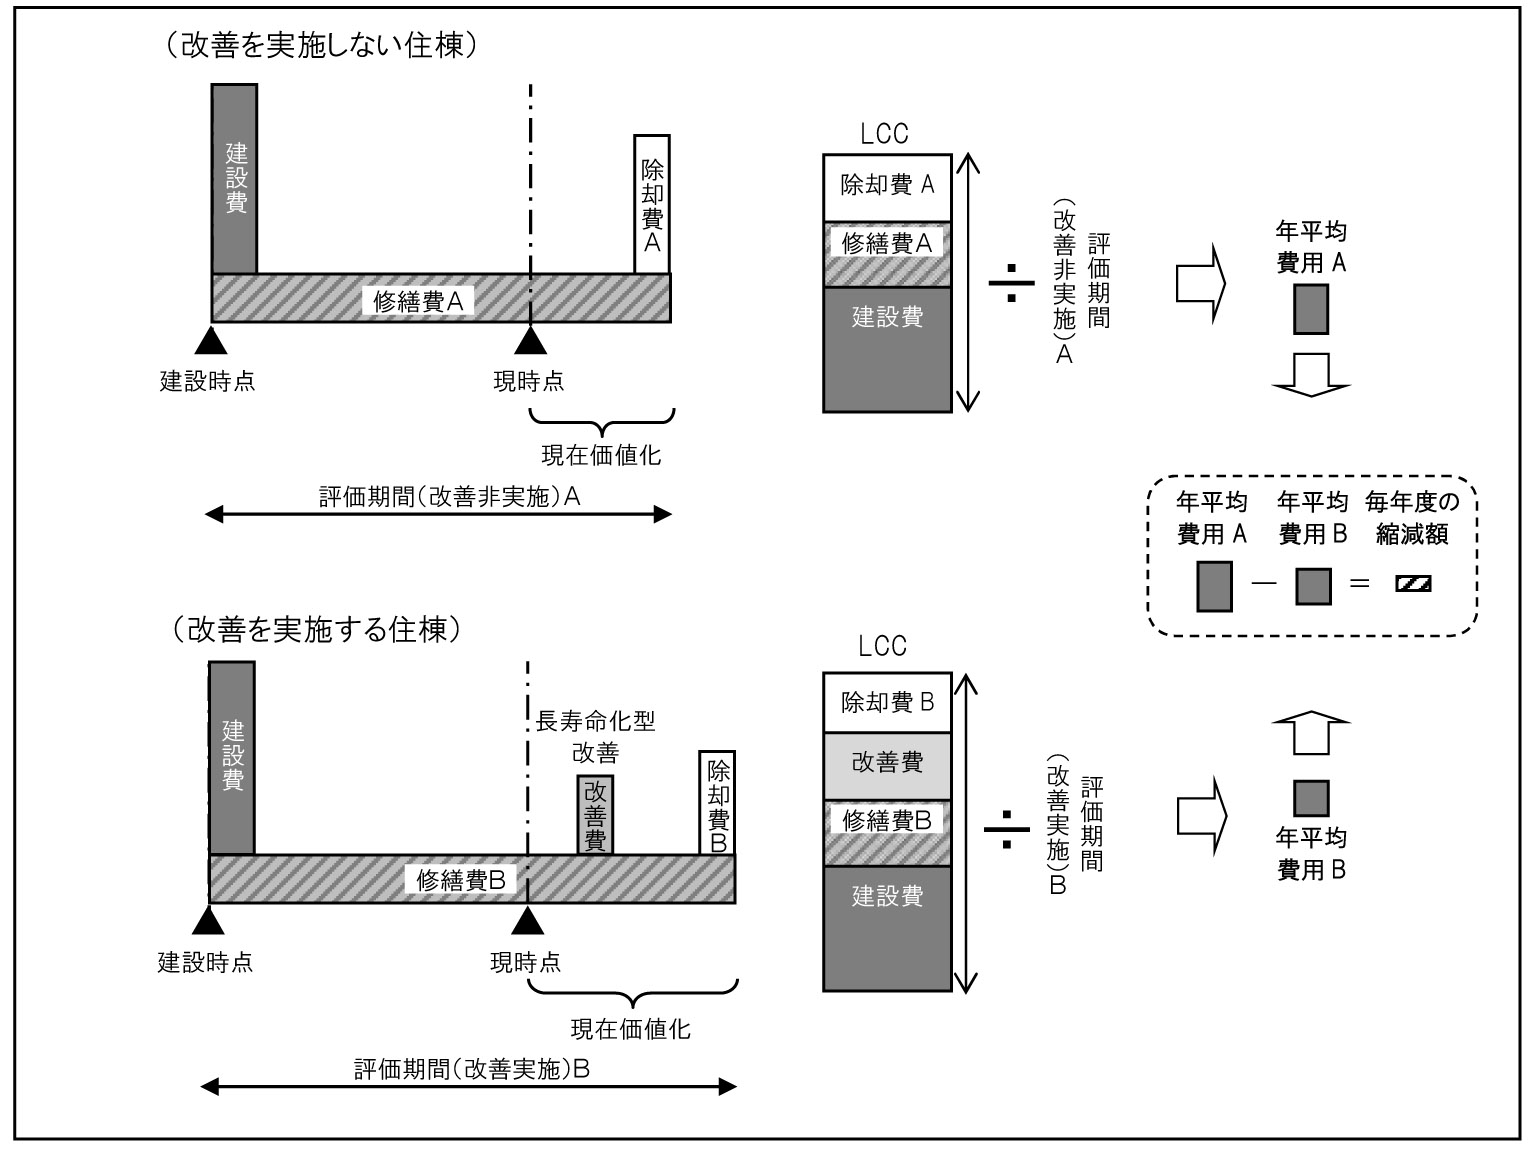 （改善を実施しない住棟）
建設費
除却費A
修繕費A
建設時点
現時点
現在価値化
評価期間（改善非実施）A
LCC
除却費 A
修繕費A
建設費
÷
評価期間
（改善非実施）A
年平均
費用 A
年平均
費用 A
年平均
費用 B
毎年度の
縮減額
－
＝
（改善を実施する住棟）
建設費
長寿命化型
改善
改善費
除却費B
修繕費B
建設時点
現時点
現在価値化
評価期間（改善実施）B
LCC
除却費 B
改善費
修繕費B
建設費
÷
評価期間
（改善実施）B
年平均
費用 B